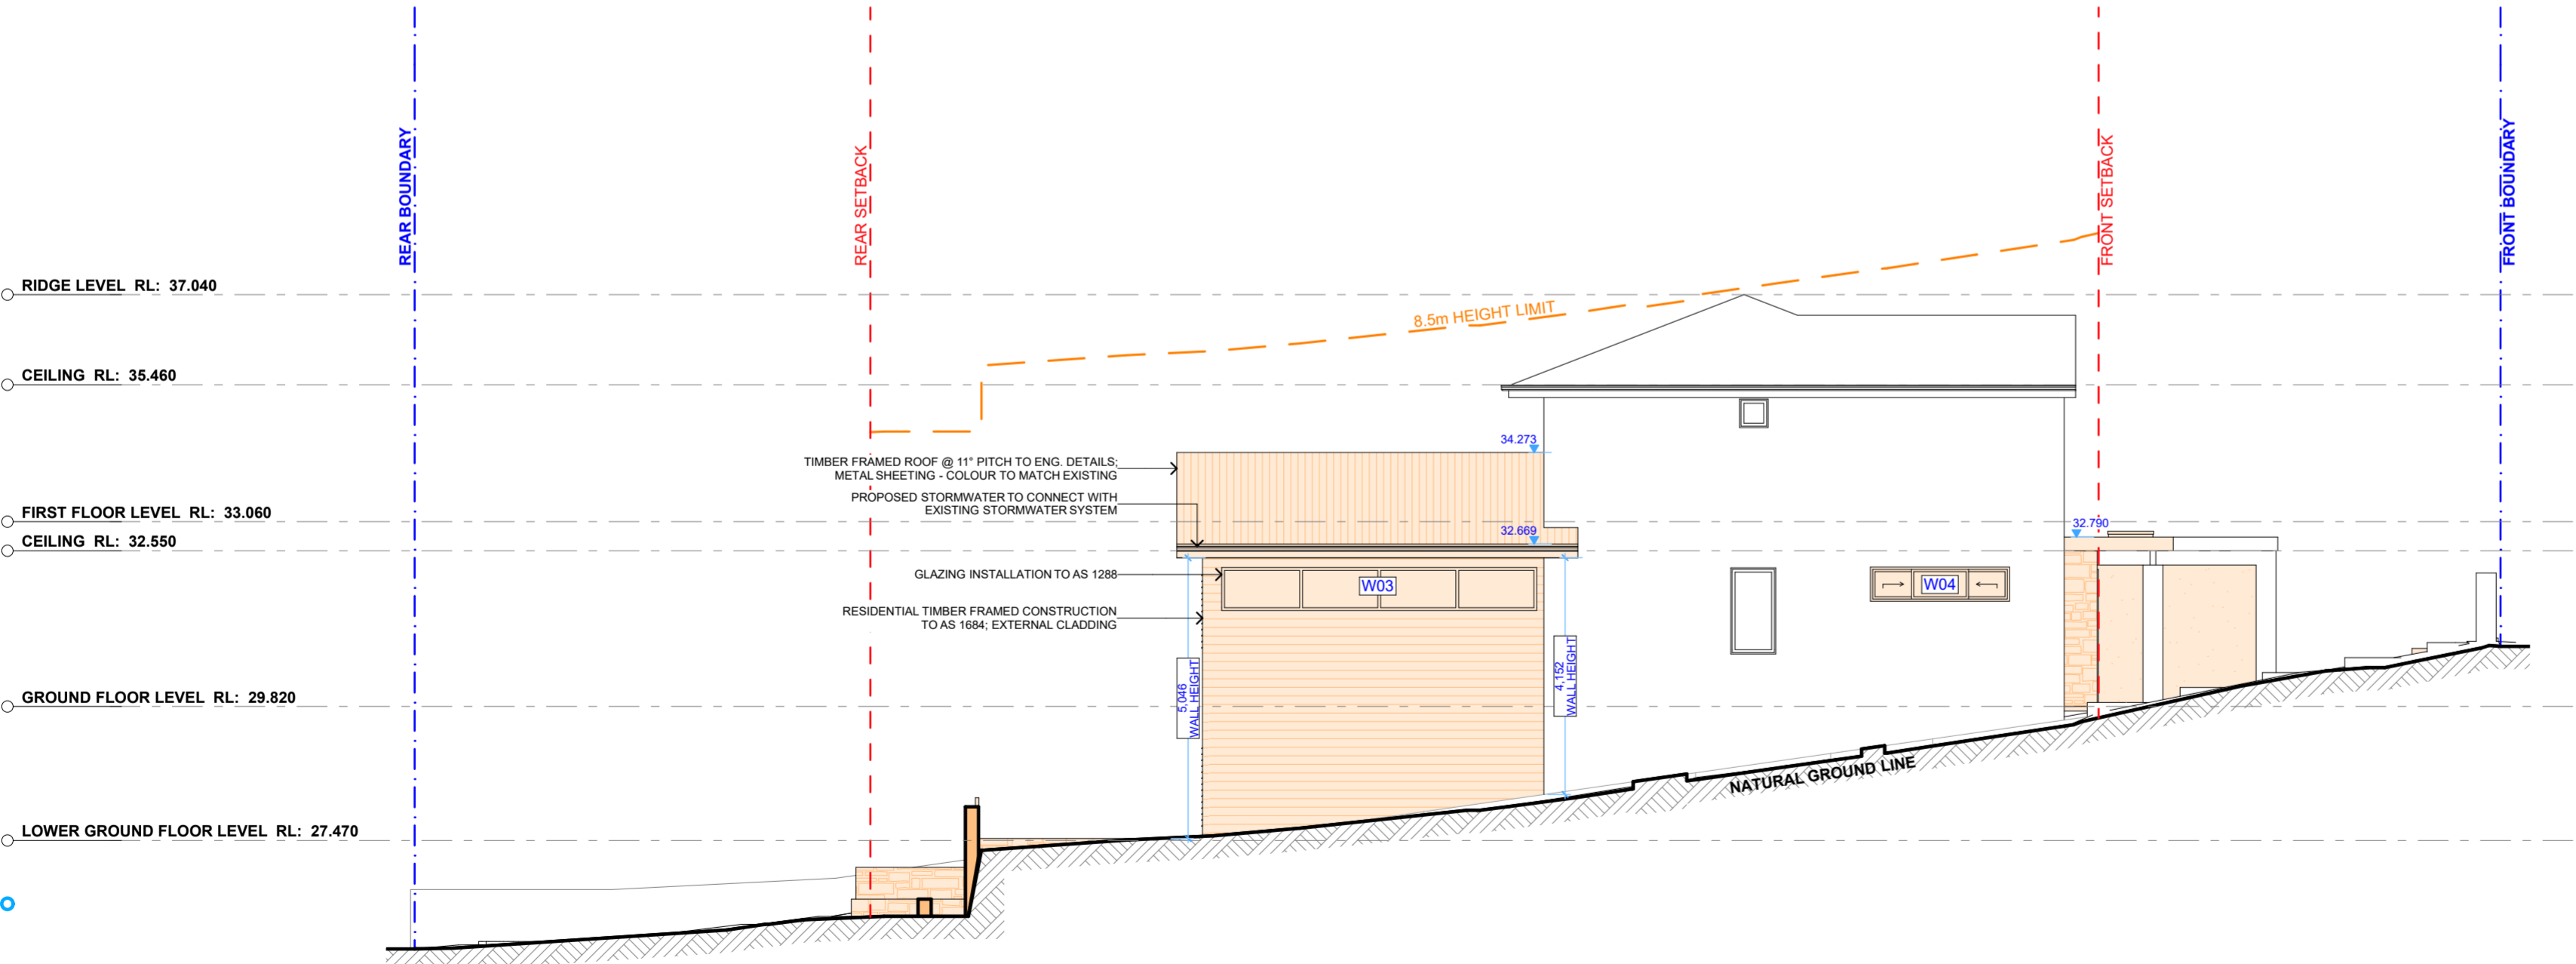 REAR BOUNDARY
REAR SETBACK
FRONT SETBACK
FRONT BOUNDARY
RIDGE LEVEL RL: 37.040
8.5m HEIGHT LIMIT
CEILING RL: 35.460
34.273
TIMBER FRAMED ROOF @ 11° PITCH TO ENG. DETAILS;
METAL SHEETING - COLOUR TO MATCH EXISTING
PROPOSED STORMWATER TO CONNECT WITH
EXISTING STORMWATER SYSTEM
FIRST FLOOR LEVEL RL: 33.060
32.669
32.790
CEILING RL: 32.550
GLAZING INSTALLATION TO AS 1288
W03
W04
RESIDENTIAL TIMBER FRAMED CONSTRUCTION
TO AS 1684; EXTERNAL CLADDING
5,046
WALL HEIGHT
4,152
WALL HEIGHT
GROUND FLOOR LEVEL RL: 29.820
NATURAL GROUND LINE
LOWER GROUND FLOOR LEVEL RL: 27.470